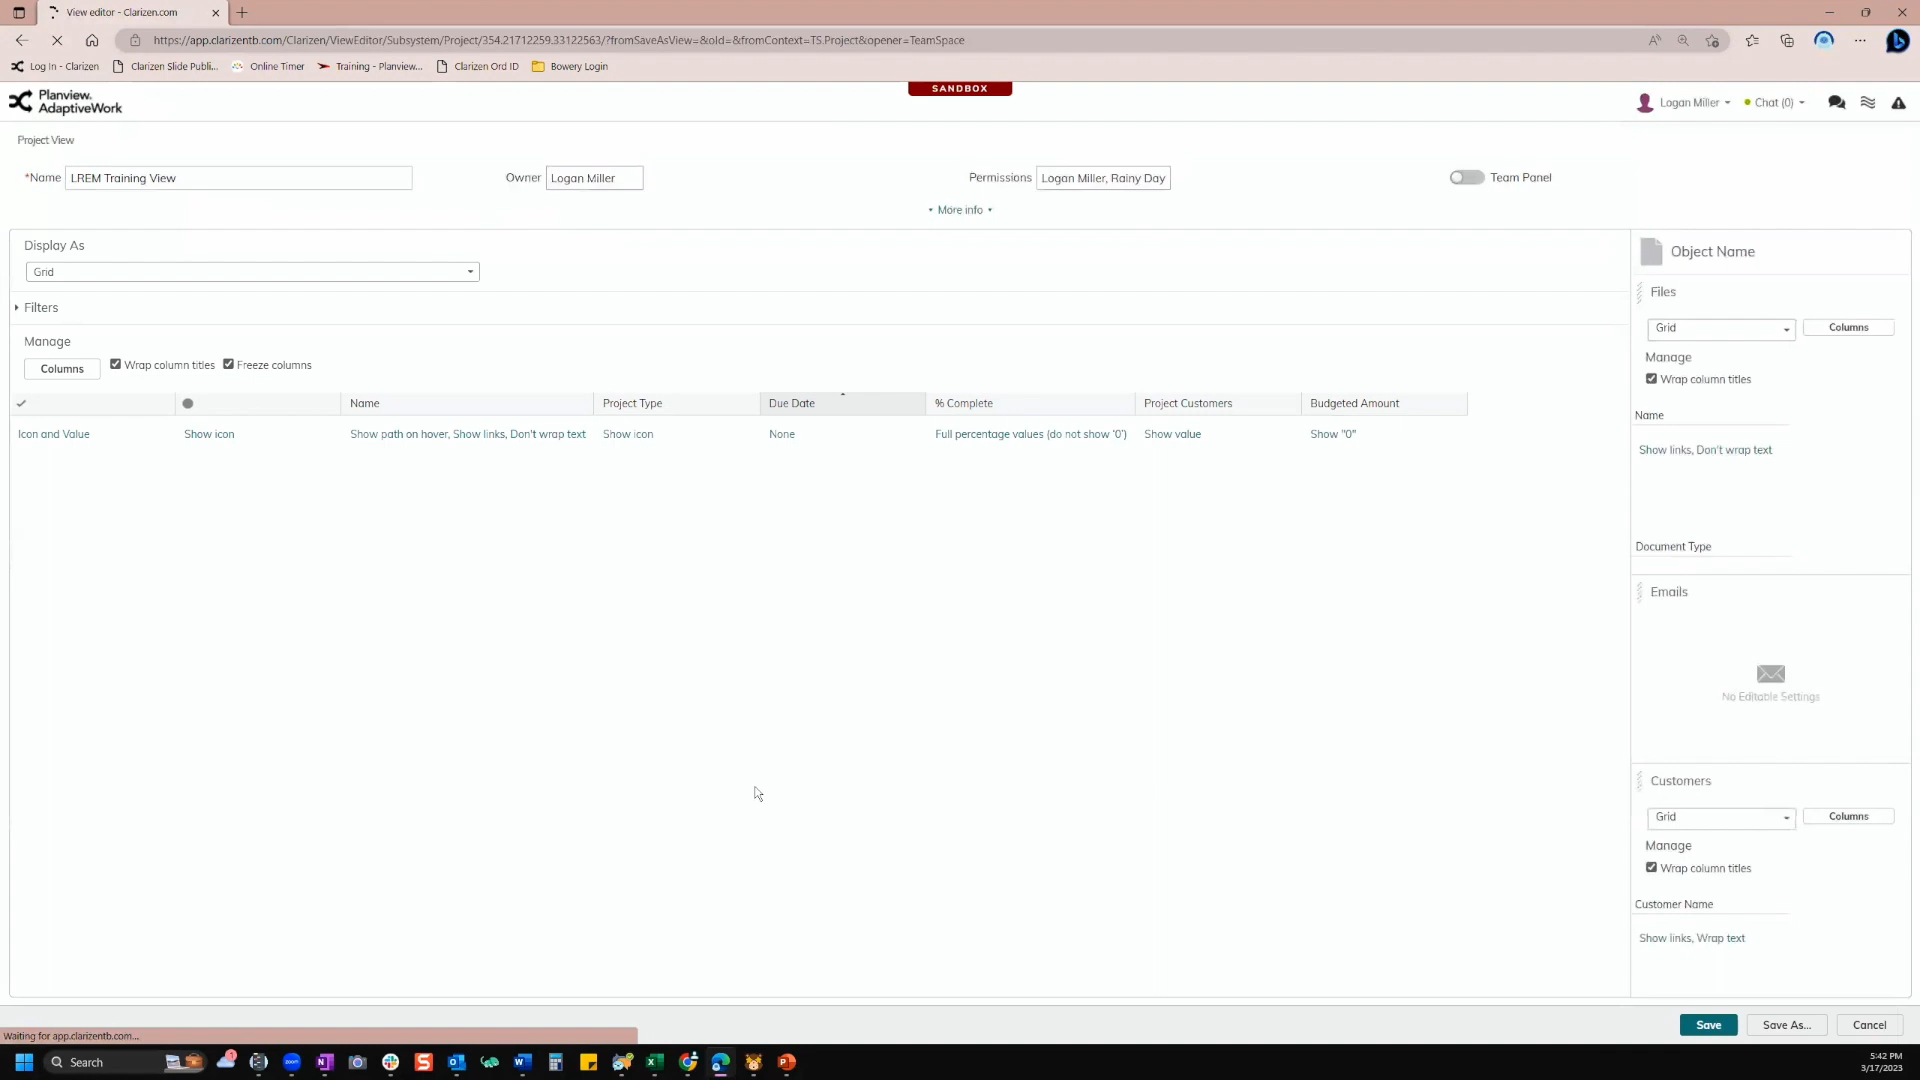 View editor - Clarizen.com
https://app.clarizentb.com/Clarizen/ViewEditor/Subsystem/Project/354.21712259.33122563/?fromSaveAsView=&oId=&fromContext=TS.Project&opener=TeamSpace
Log In - Clarizen
Clarizen Slide Publi...
Online Timer
Training - Planview...
Clarizen Ord ID
Bowery Login
Planview.
AdaptiveWork
SANDBOX
Logan Miller
Chat (0)
Project View
*Name
LREM Training View
Owner
Logan Miller
Permissions
Logan Miller, Rainy Day
Team Panel
More info
Display As
Grid
Filters
Manage
Columns
Wrap column titles
Freeze columns
Name
Project Type
Due Date
% Complete
Project Customers
Budgeted Amount
Icon and Value
Show icon
Show path on hover, Show links, Don't wrap text
Show icon
None
Full percentage values (do not show '0')
Show value
Show "0"
Object Name
Files
Grid
Columns
Manage
Wrap column titles
Name
Show links, Don't wrap text
Document Type
Emails
No Editable Settings
Customers
Grid
Columns
Manage
Wrap column titles
Customer Name
Show links, Wrap text
Save
Save As...
Cancel
Waiting for app.clarizentb.com...
Search
5:42 PM
3/17/2023